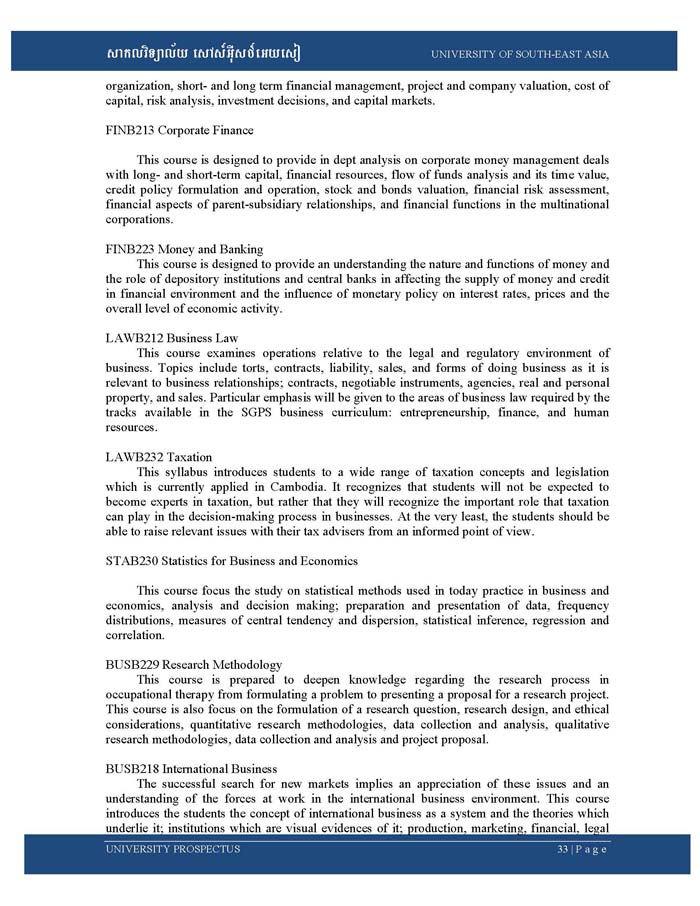 សាកលវិទ្យាល័យ សៅស៍អ៊ីសថ៍អេយសៀ UNIVERSITY OF SOUTH-EAST ASIA
organization, short- and long term financial management, project and company valuation, cost of
capital, risk analysis, investment decisions, and capital markets.
FINB213 Corporate Finance
This course is designed to provide in dept analysis on corporate money management deals
with long- and short-term capital, financial resources, flow of funds analysis and its time value,
credit policy formulation and operation, stock and bonds valuation, financial risk assessment,
financial aspects of parent-subsidiary relationships, and financial functions in the multinational
corporations.
FINB223 Money and Banking
This course is designed to provide an understanding the nature and functions of money and
the role of depository institutions and central banks in affecting the supply of money and credit
in financial environment and the influence of monetary policy on interest rates, prices and the
overall level of economic activity.
LAWB212 Business Law
This course examines operations relative to the legal and regulatory environment of
business. Topics include torts, contracts, liability, sales, and forms of doing business as it is
relevant to business relationships; contracts, negotiable instruments, agencies, real and personal
property, and sales. Particular emphasis will be given to the areas of business law required by the
tracks available in the SGPS business curriculum: entrepreneurship, finance, and human
resources.
LAWB232 Taxation
This syllabus introduces students to a wide range of taxation concepts and legislation
which is currently applied in Cambodia. It recognizes that students will not be expected to
become experts in taxation, but rather that they will recognize the important role that taxation
can play in the decision-making process in businesses. At the very least, the students should be
able to raise relevant issues with their tax advisers from an informed point of view.
STAB230 Statistics for Business and Economics
This course focus the study on statistical methods used in today practice in business and
economics, analysis and decision making; preparation and presentation of data, frequency
distributions, measures of central tendency and dispersion, statistical inference, regression and
correlation.
BUSB229 Research Methodology
This course is prepared to deepen knowledge regarding the research process in
occupational therapy from formulating a problem to presenting a proposal for a research project.
This course is also focus on the formulation of a research question, research design, and ethical
considerations, quantitative research methodologies, data collection and analysis, qualitative
research methodologies, data collection and analysis and project proposal.
BUSB218 International Business
The successful search for new markets implies an appreciation of these issues and an
understanding of the forces at work in the international business environment. This course
introduces the students the concept of international business as a system and the theories which
underlie it; institutions which are visual evidences of it; production, marketing, financial, legal
UNIVERSITY PROSPECTUS 33 | P a g e